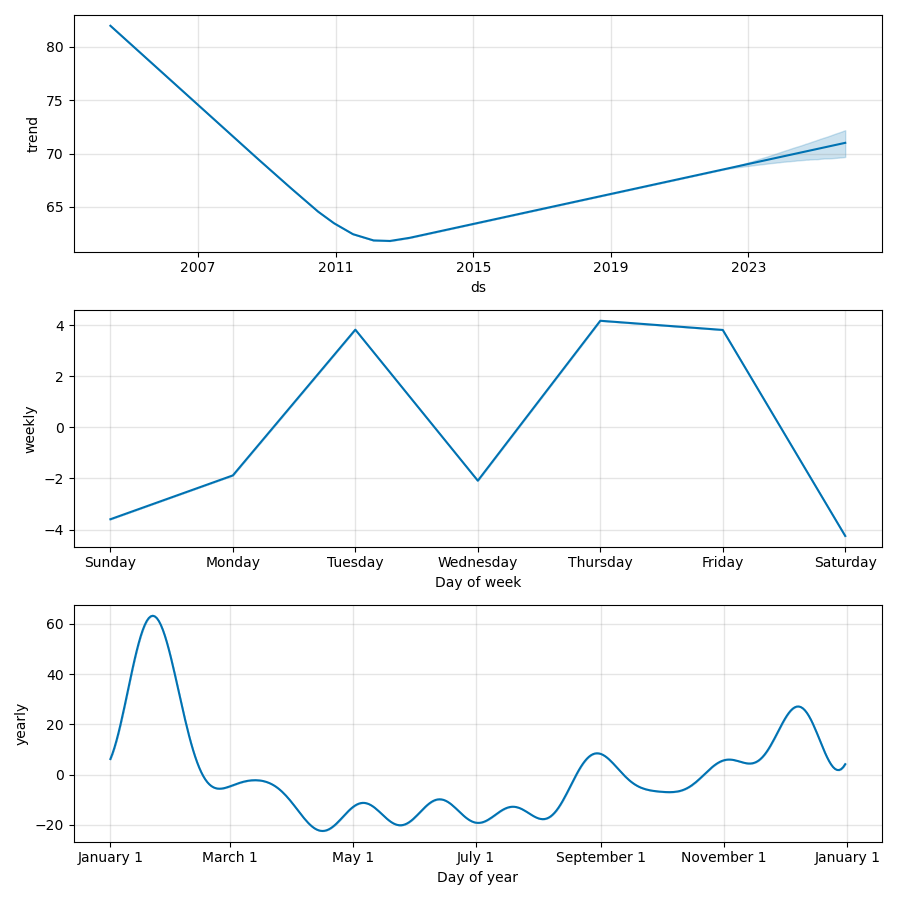 80
75
70
65
trend
2007 2011 2015 2019 2023
ds
4
2
0
−2
−4
weekly
Sunday Monday Tuesday Wednesday Thursday Friday Saturday
Day of week
60
40
20
0
−20
yearly
January 1 March 1 May 1 July 1 September 1 November 1 January 1
Day of year